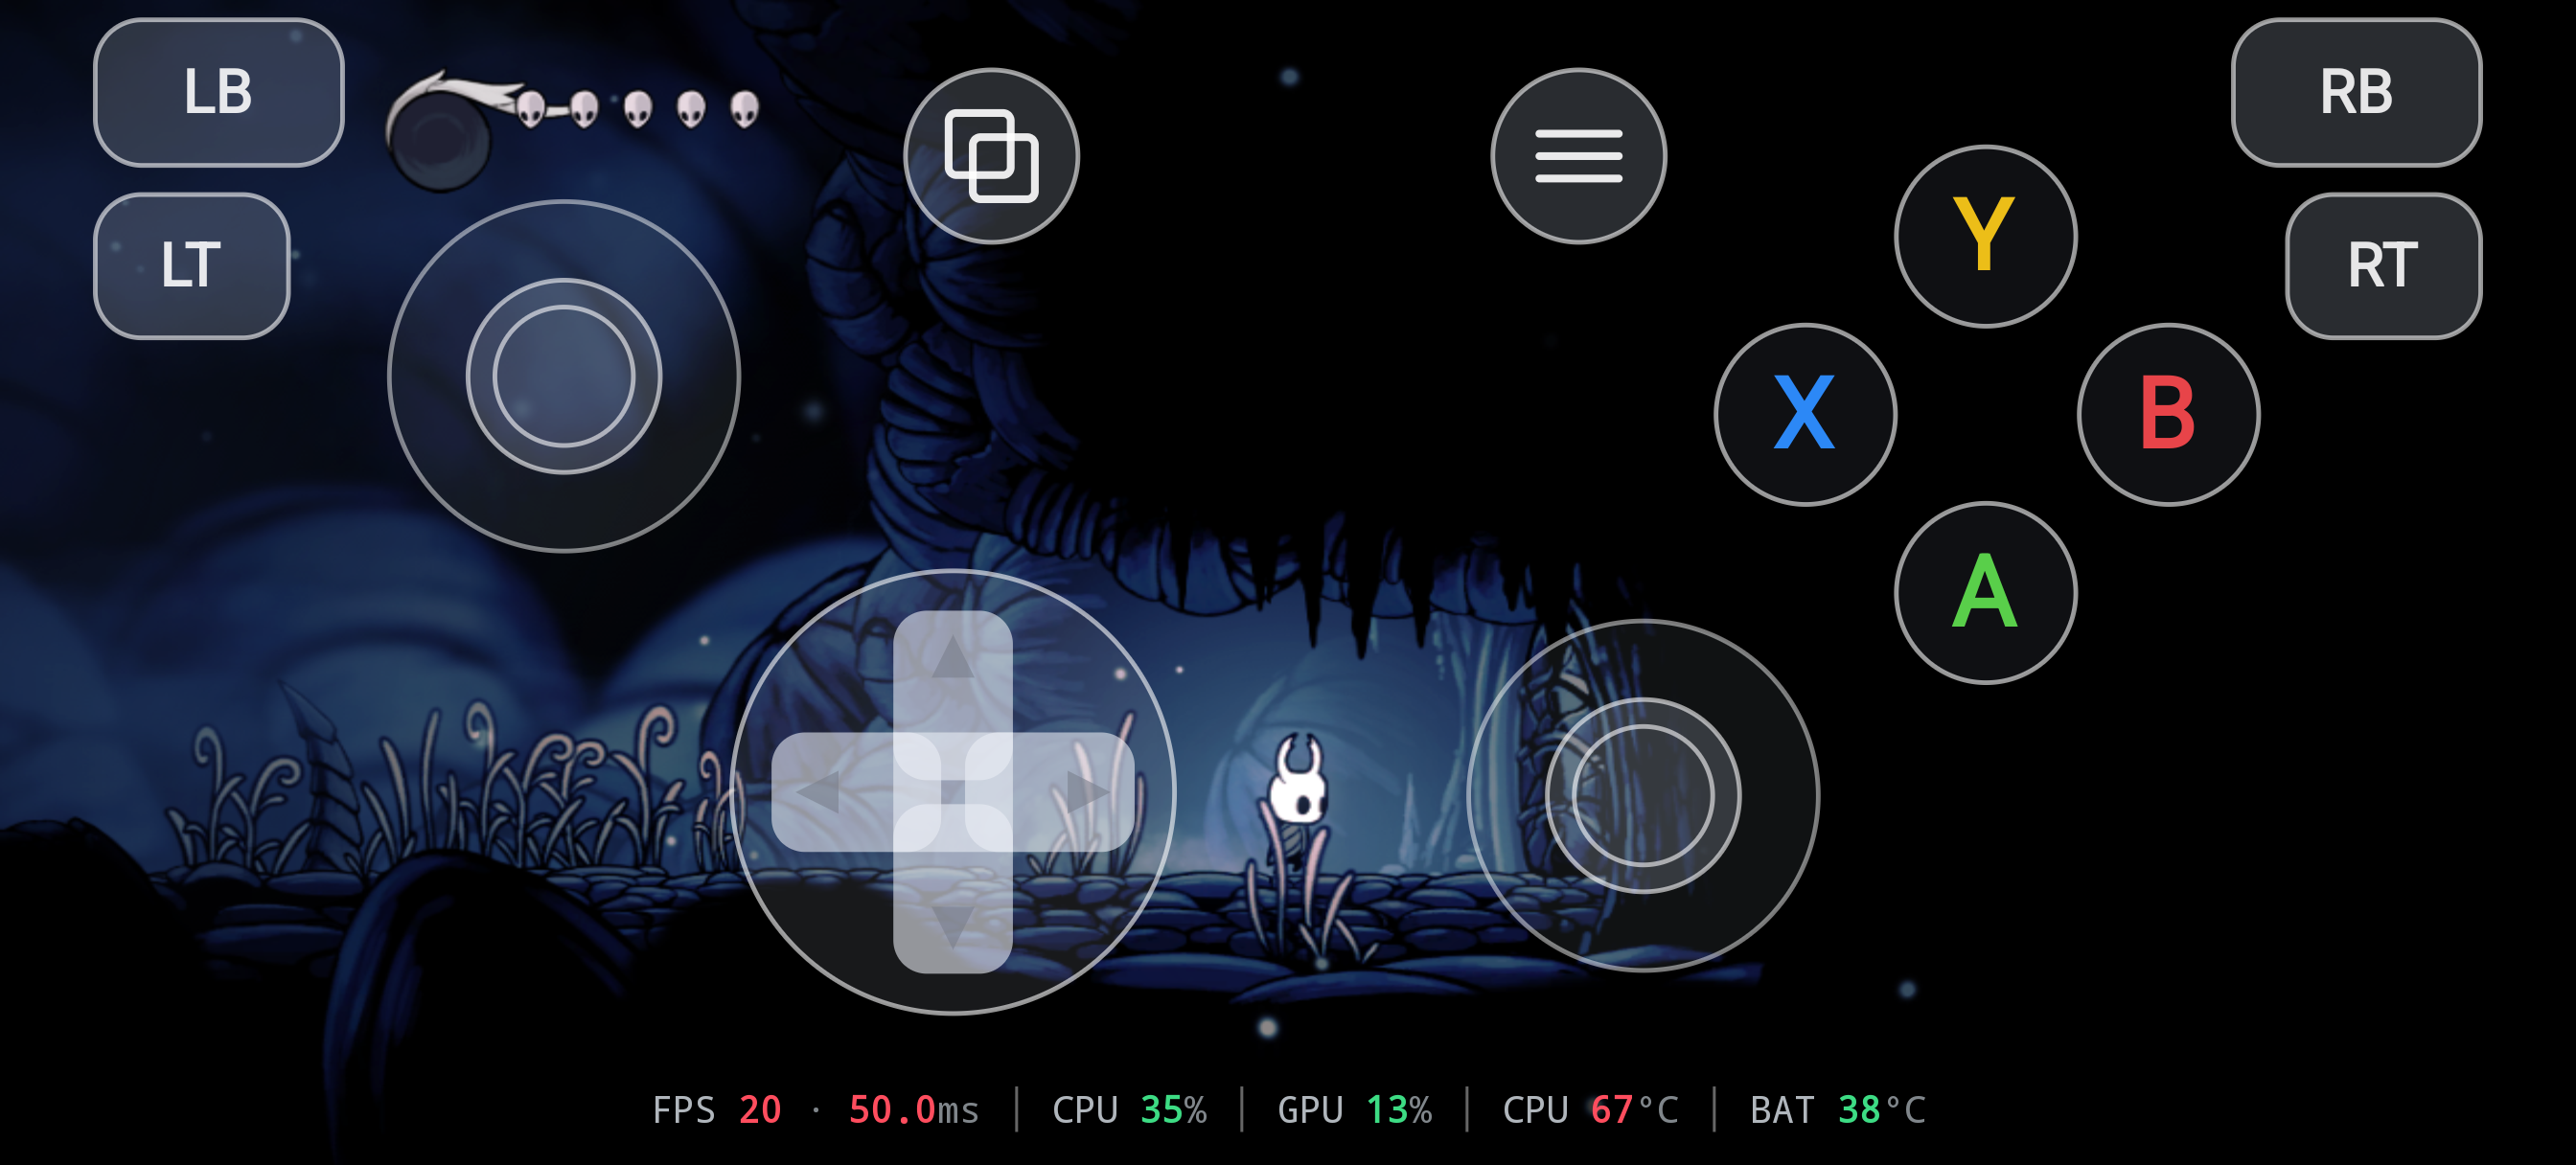 LB
RB
Y
LT
RT
X
B
A
FPS 20 · 50.0ms | CPU 35% | GPU 13% | CPU 67°C | BAT 38°C